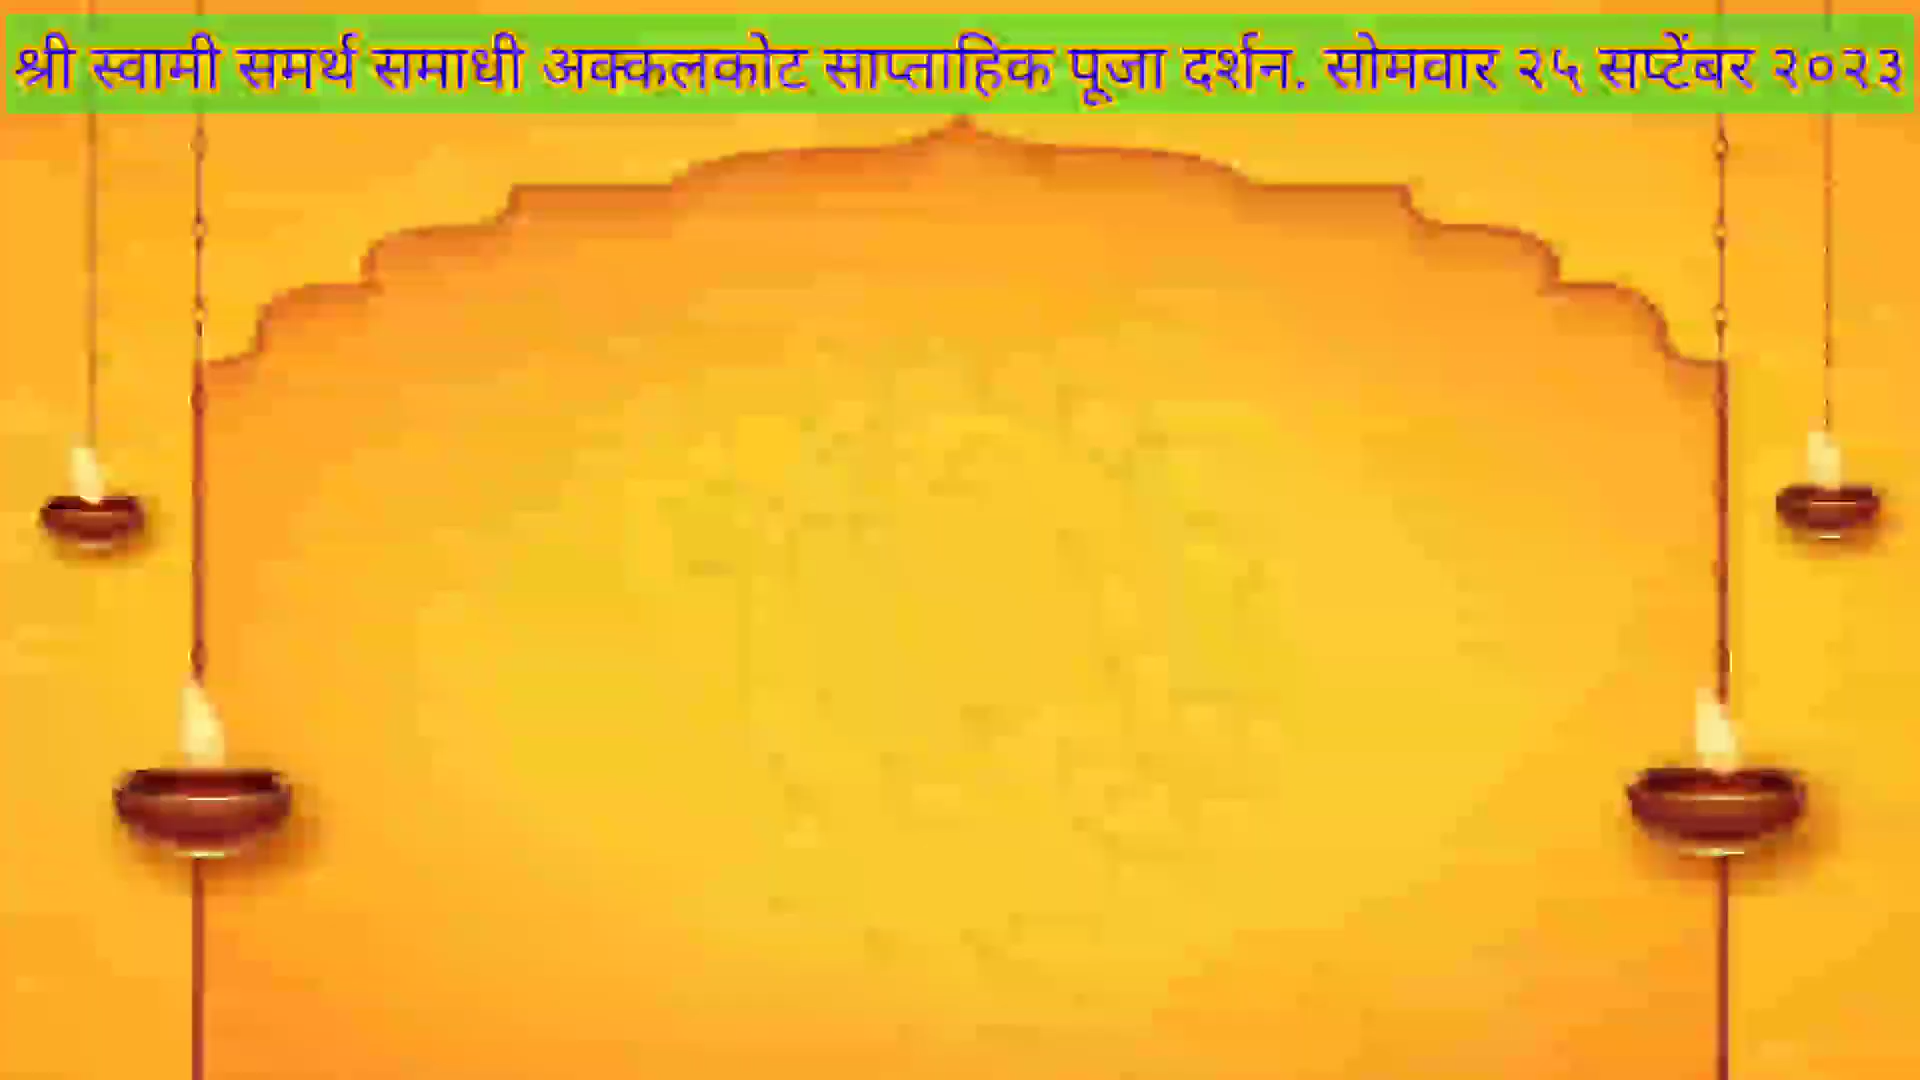 श्री स्वामी समर्थ समाधी अक्कलकोट साप्ताहिक पूजा दर्शन. सोमवार २५ सप्टेंबर २०२३